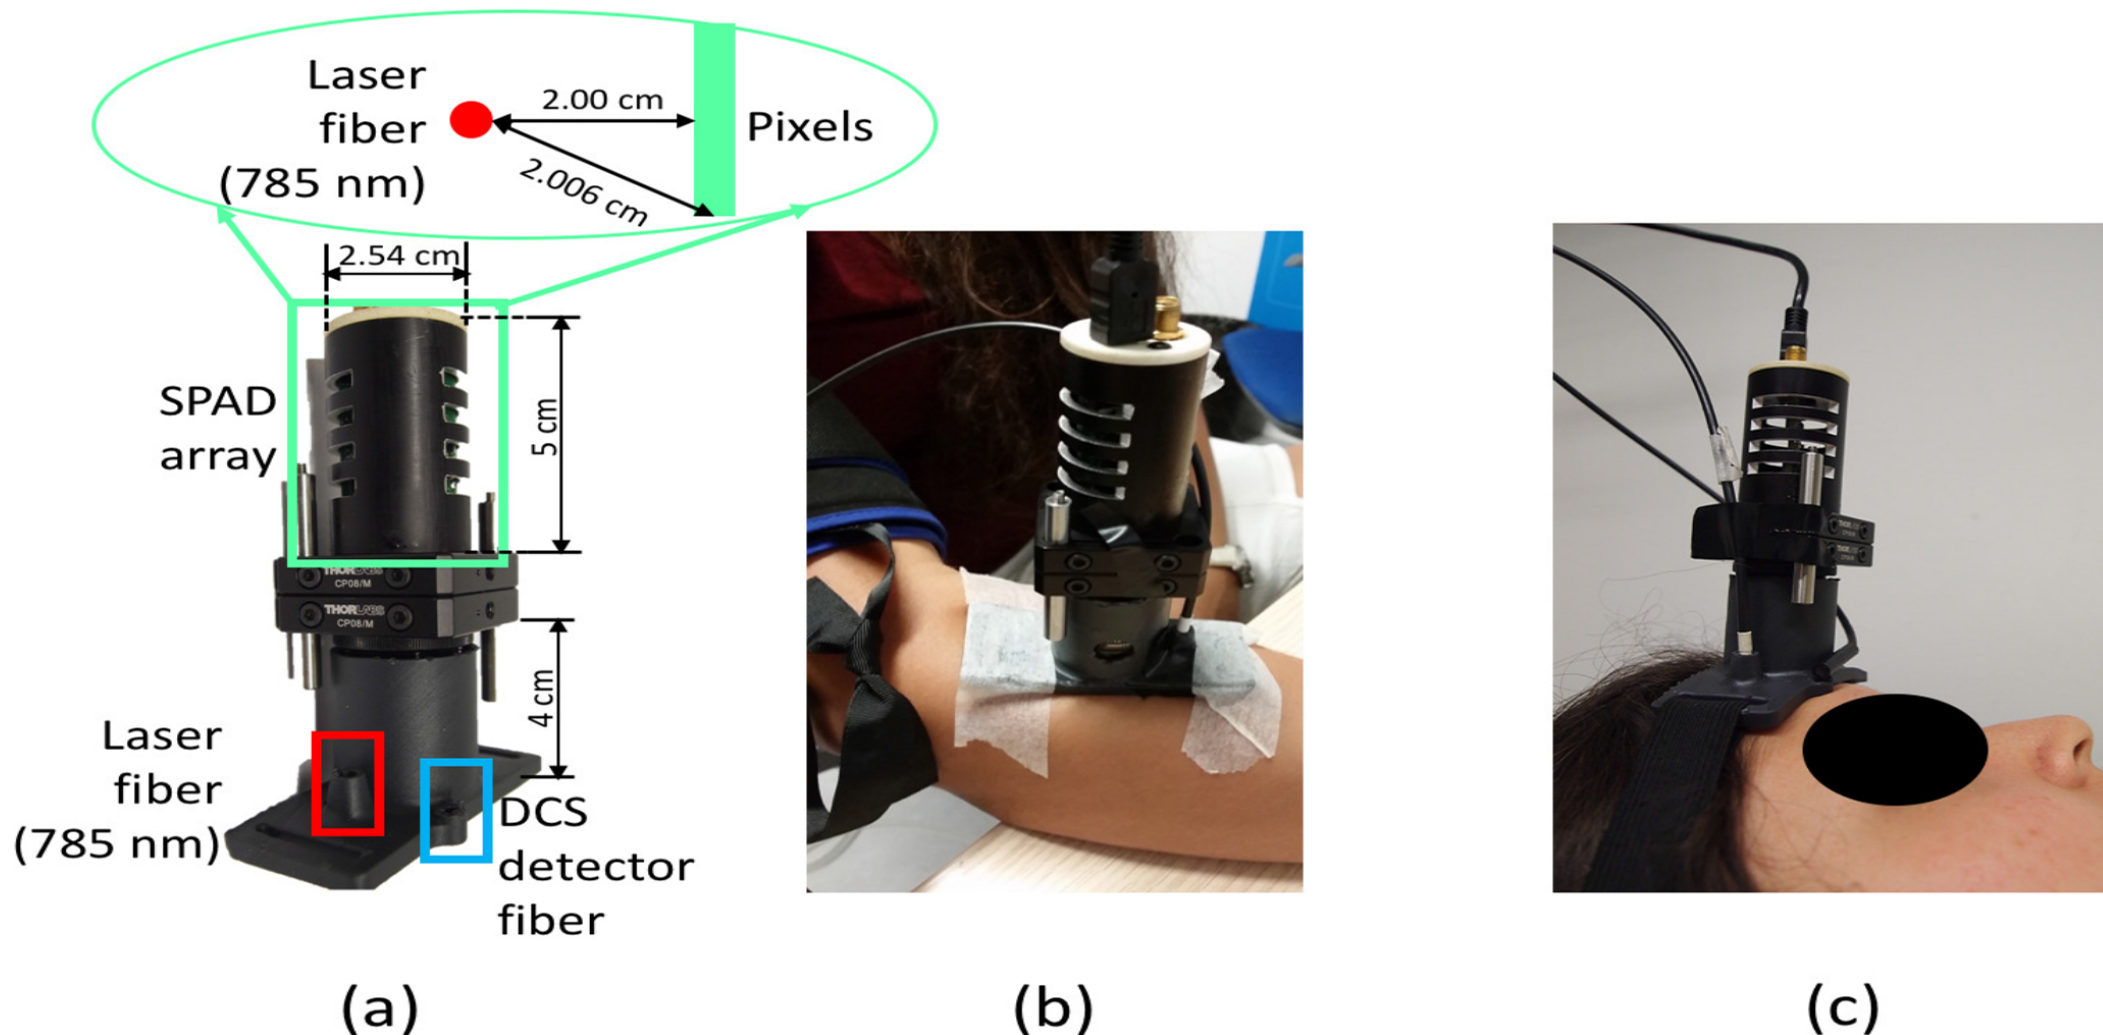 Laser
fiber
(785 nm)
2.00 cm
2.006 cm
Pixels
2.54 cm
SPAD
array
5 cm
THORLABS
CP08/M
THORLABS
CP08/M
4 cm
Laser
fiber
(785 nm)
DCS
detector
fiber
(a)
(b)
(c)